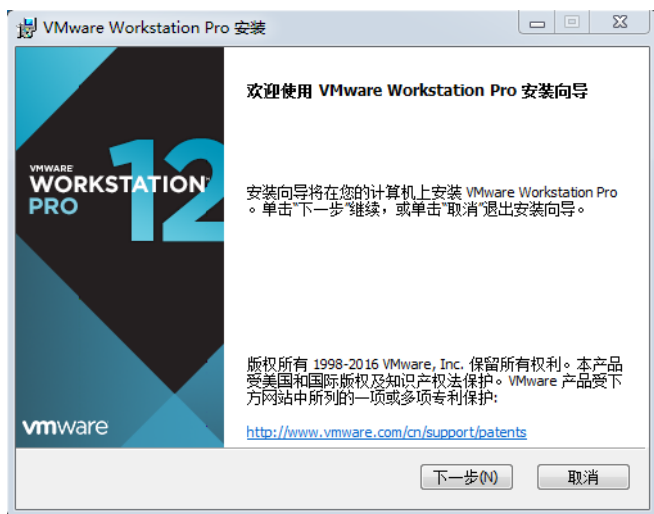 VMware Workstation Pro 安装
欢迎使用 VMware Workstation Pro 安装向导
VMWARE
WORKSTATION
PRO
12
安装向导将在您的计算机上安装 VMware Workstation Pro
。单击"下一步"继续，或单击"取消"退出安装向导。
版权所有 1998-2016 VMware, Inc. 保留所有权利。本产品
受美国和国际版权及知识产权法保护。VMware 产品受下
方网站中所列的一项或多项专利保护:
http://www.vmware.com/cn/support/patents
vmware
下一步(N)
取消